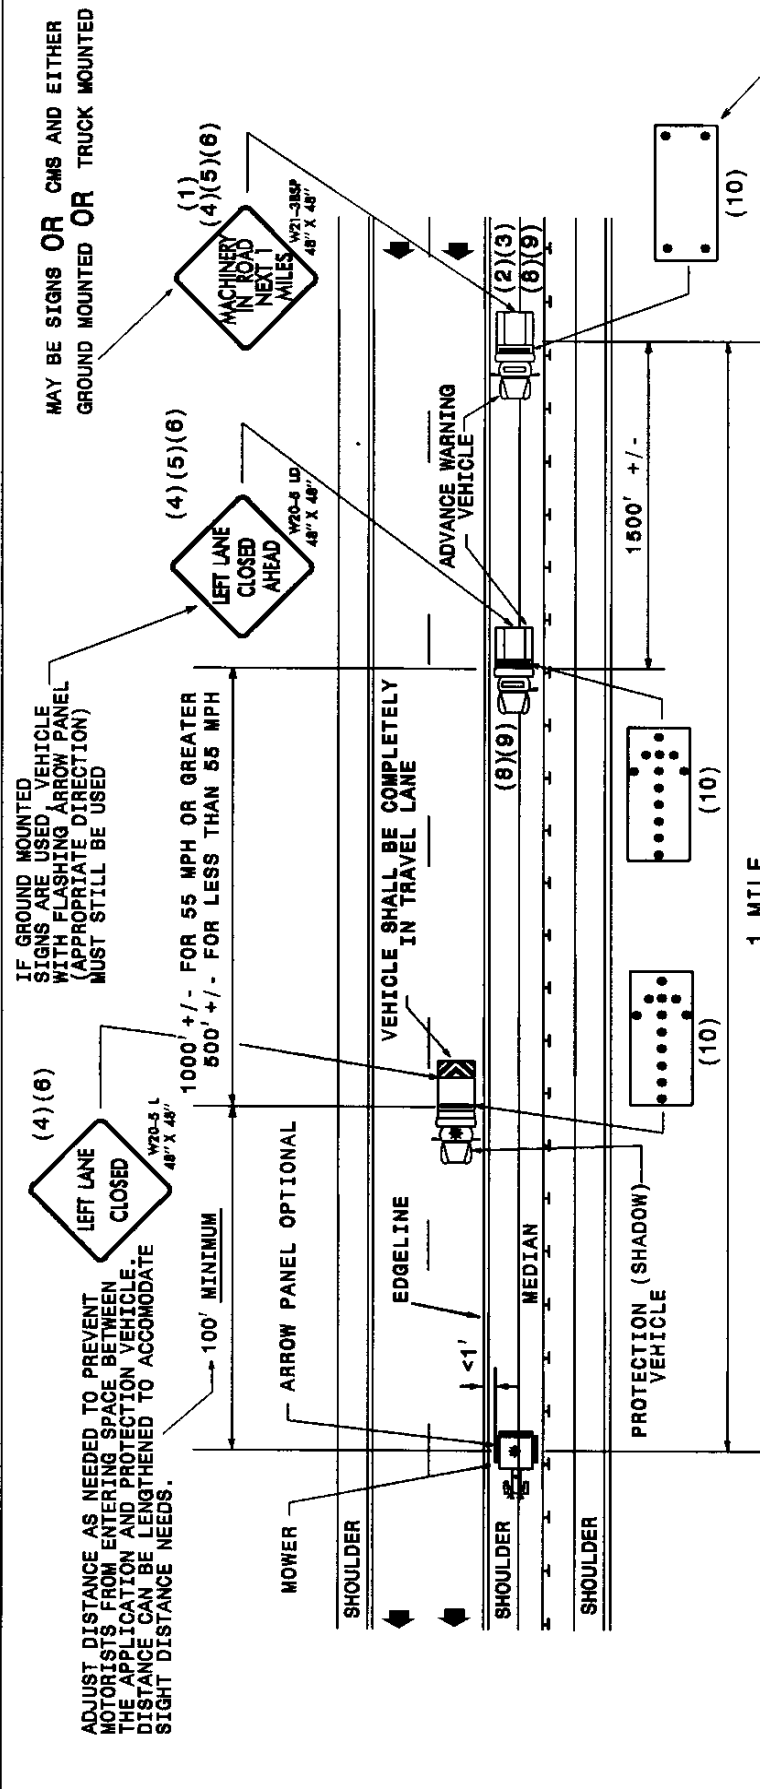 MAY BE SIGNS OR CMS AND EITHER
GROUND MOUNTED OR TRUCK MOUNTED
(1)
(4)(5)(6)
MACHINERY
IN ROAD
NEXT 1
MILES
W21-3BSP
48" X 48"
IF GROUND MOUNTED
SIGNS ARE USED, VEHICLE
WITH FLASHING ARROW PANEL
(APPROPRIATE DIRECTION)
MUST STILL BE USED
(4)(5)(6)
LEFT LANE
CLOSED
AHEAD
W20-5 LD
48" X 48"
(4)(6)
LEFT LANE
CLOSED
W20-5 L
48" X 48"
ADJUST DISTANCE AS NEEDED TO PREVENT
MOTORISTS FROM ENTERING SPACE BETWEEN
THE APPLICATION AND PROTECTION VEHICLE.
DISTANCE CAN BE LENGTHENED TO ACCOMODATE
SIGHT DISTANCE NEEDS.
100' MINIMUM
1000' +/- FOR 55 MPH OR GREATER
500' +/- FOR LESS THAN 55 MPH
MOWER
ARROW PANEL OPTIONAL
VEHICLE SHALL BE COMPLETELY
IN TRAVEL LANE
ADVANCE WARNING
VEHICLE
(2)(3)
(8)(9)
(8)(9)
SHOULDER
EDGELINE
<1'
SHOULDER
MEDIAN
SHOULDER
PROTECTION (SHADOW)
VEHICLE
(10)
(10)
(10)
1500' +/-
1 MILE